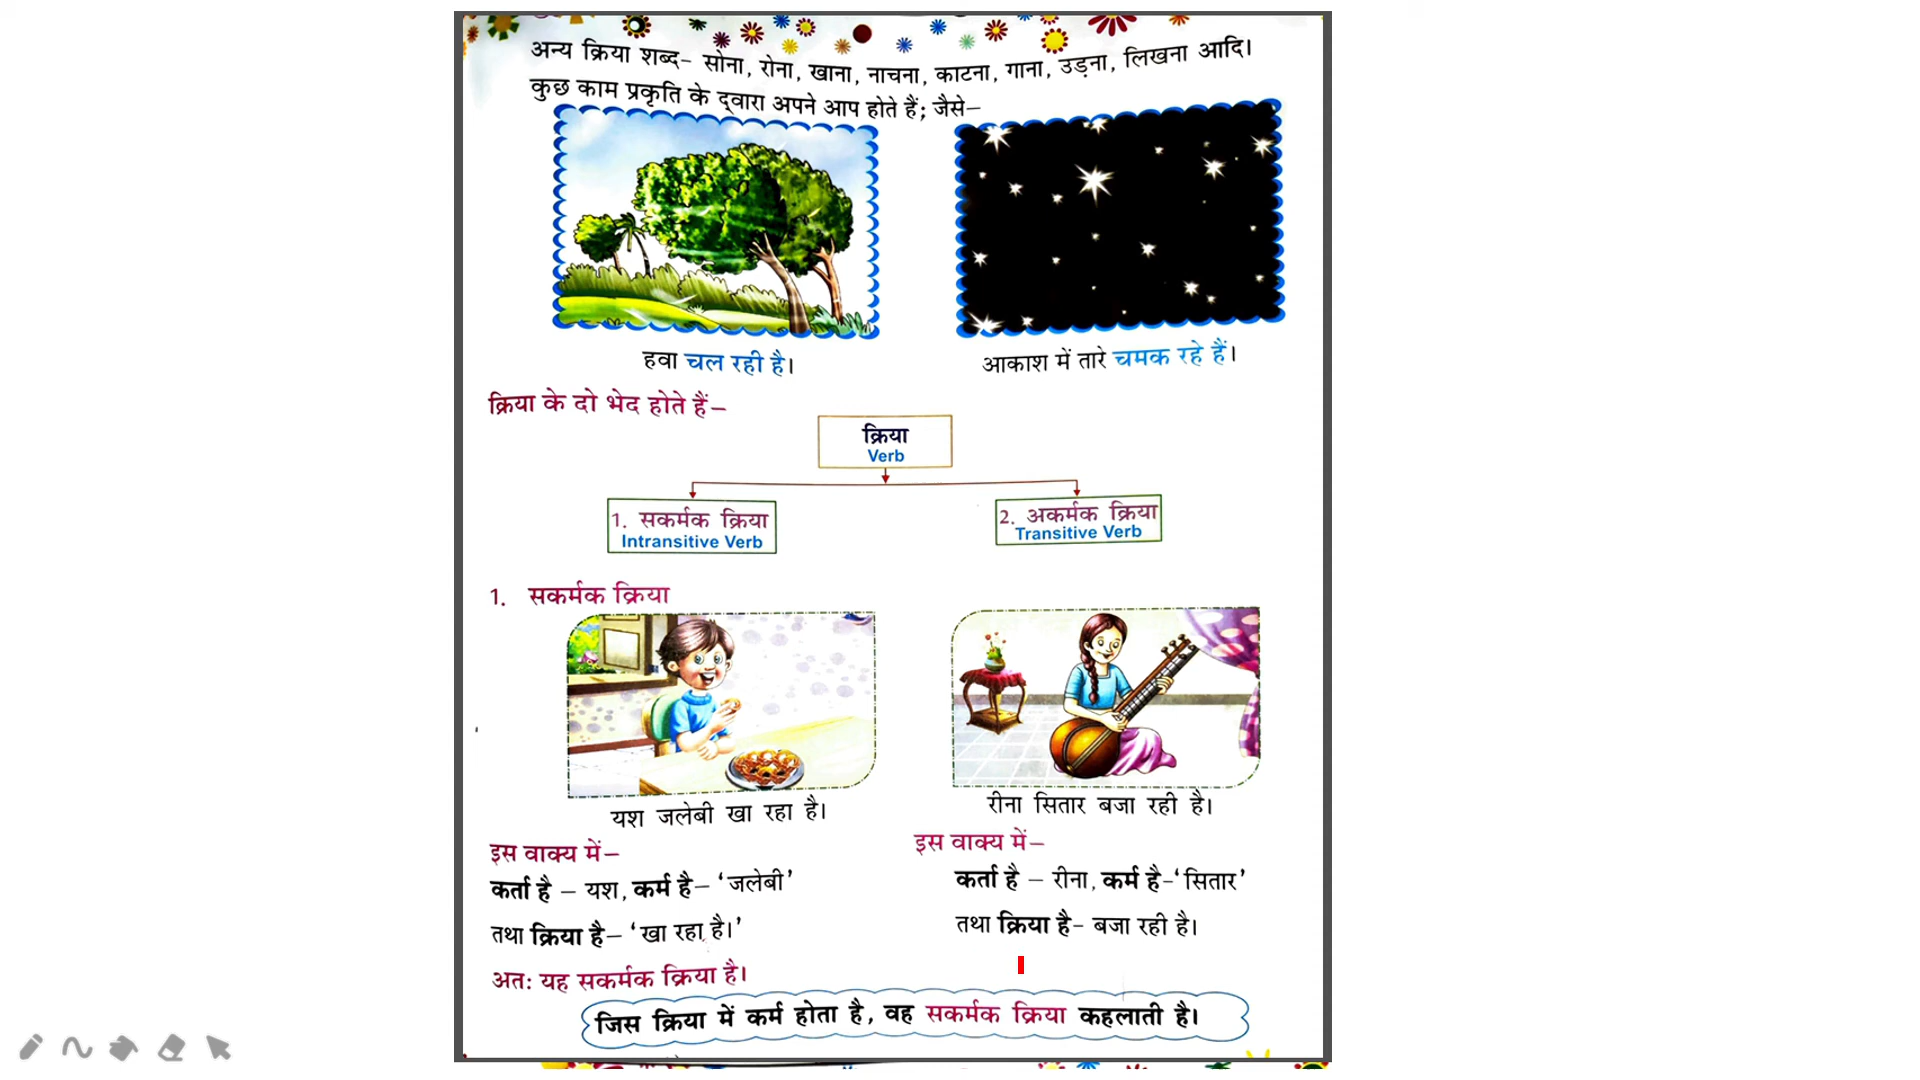 अन्य क्रिया शब्द– सोना, रोना, खाना, नाचना, काटना, गाना, उड़ना, लिखना आदि।
कुछ काम प्रकृति के द्वारा अपने आप होते हैं; जैसे–
हवा चल रही है।
आकाश में तारे चमक रहे हैं।
क्रिया के दो भेद होते हैं–
क्रिया
Verb
1. सकर्मक क्रिया
Intransitive Verb
2. अकर्मक क्रिया
Transitive Verb
1. सकर्मक क्रिया
यश जलेबी खा रहा है।
इस वाक्य में–
कर्ता है – यश, कर्म है– ‘जलेबी’
तथा क्रिया है– ‘खा रहा है।’
अतः यह सकर्मक क्रिया है।
रीना सितार बजा रही है।
इस वाक्य में–
कर्ता है – रीना, कर्म है-‘सितार’
तथा क्रिया है- बजा रही है।
जिस क्रिया में कर्म होता है, वह सकर्मक क्रिया कहलाती है।